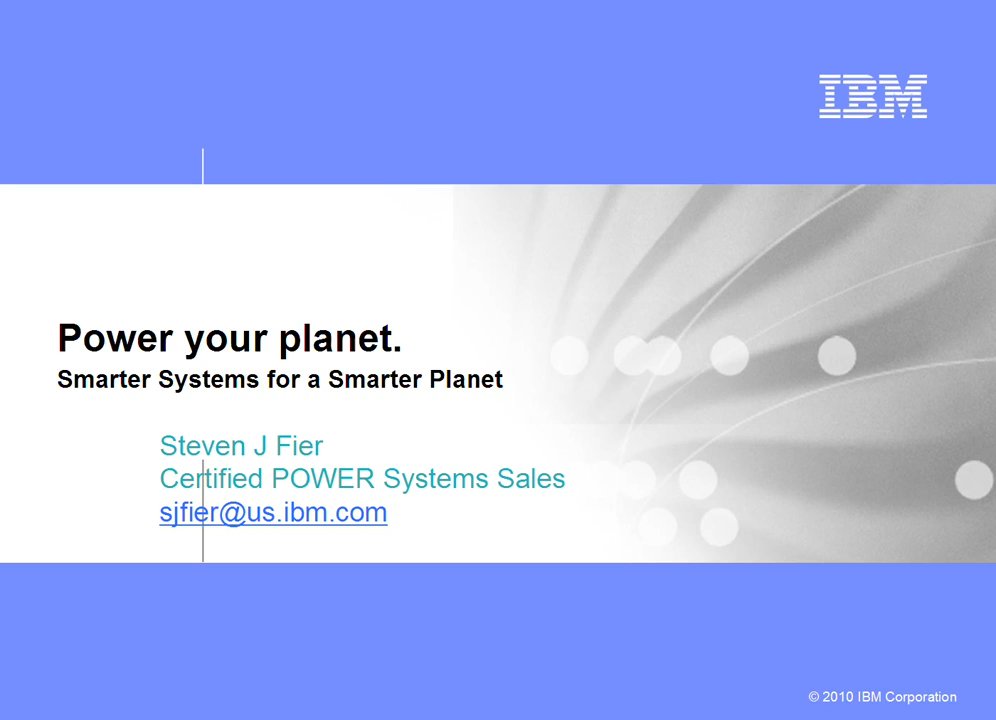 IBM
Power your planet.
Smarter Systems for a Smarter Planet
Steven J Fier
Certified POWER Systems Sales
sjfier@us.ibm.com
© 2010 IBM Corporation